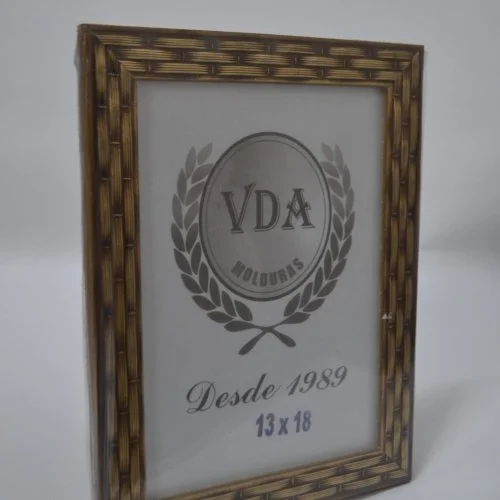 VDA
MOLDURAS
Desde 1989
13 x 18